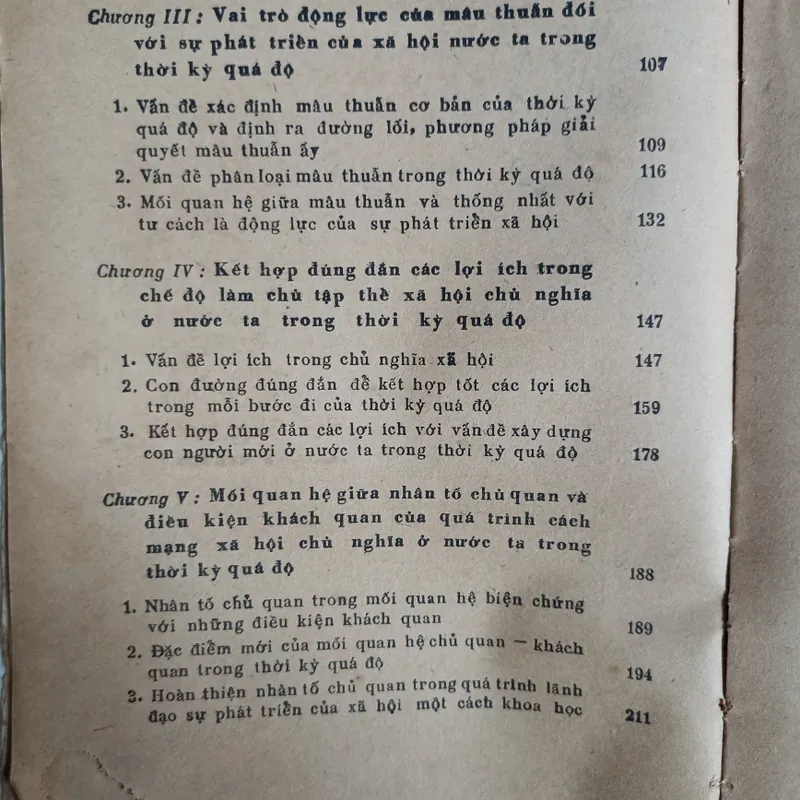 Chương III : Vai trò động lực của mâu thuẫn đối
với sự phát triển của xã hội nước ta trong
thời kỳ quá độ 107
1. Vấn đề xác định mâu thuẫn cơ bản của thời kỳ
quá độ và định ra đường lối, phương pháp giải
quyết mâu thuẫn ấy 109
2. Vấn đề phân loại mâu thuẫn trong thời kỳ quá độ 116
3. Mối quan hệ giữa mâu thuẫn và thống nhất với
tư cách là động lực của sự phát triển xã hội 132
Chương IV : Kết hợp đúng đắn các lợi ích trong
chế độ làm chủ tập thể xã hội chủ nghĩa
ở nước ta trong thời kỳ quá độ 147
1. Vấn đề lợi ích trong chủ nghĩa xã hội 147
2. Con đường đúng đắn để kết hợp tốt các lợi ích
trong mỗi bước đi của thời kỳ quá độ 159
3. Kết hợp đúng đắn các lợi ích với vấn đề xây dựng
con người mới ở nước ta trong thời kỳ quá độ 178
Chương V : Mối quan hệ giữa nhân tố chủ quan và
điều kiện khách quan của quá trình cách
mạng xã hội chủ nghĩa ở nước ta trong
thời kỳ quá độ 188
1. Nhân tố chủ quan trong mối quan hệ biện chứng
với những điều kiện khách quan 189
2. Đặc điểm mới của mối quan hệ chủ quan — khách
quan trong thời kỳ quá độ 194
3. Hoàn thiện nhân tố chủ quan trong quá trình lãnh
đạo sự phát triển của xã hội một cách khoa học 211